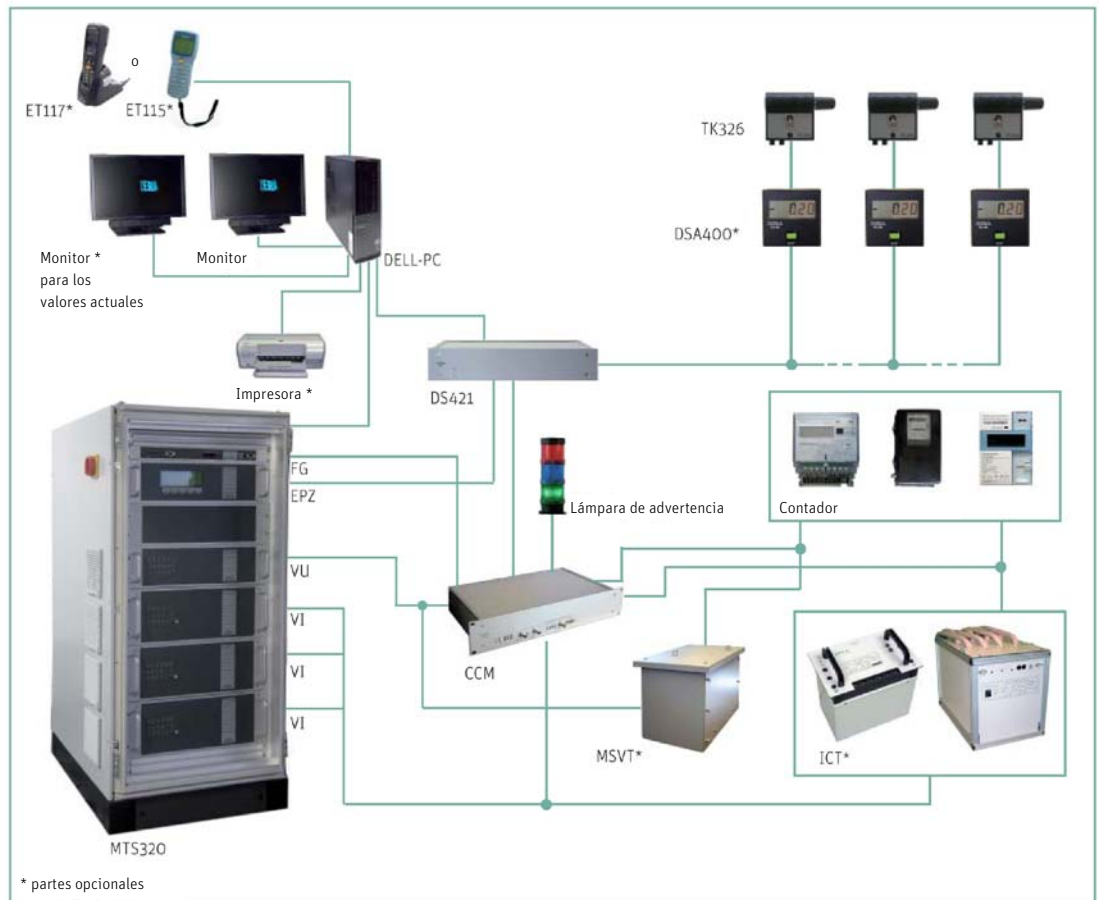 o
ET117*
ET115*
TK326
DSA400*
Monitor *
para los
valores actuales
Monitor
DELL-PC
Impresora *
DS421
FG
EPZ
Lámpara de advertencia
Contador
VU
VI
VI
VI
CCM
MSVT*
ICT*
MTS320
* partes opcionales